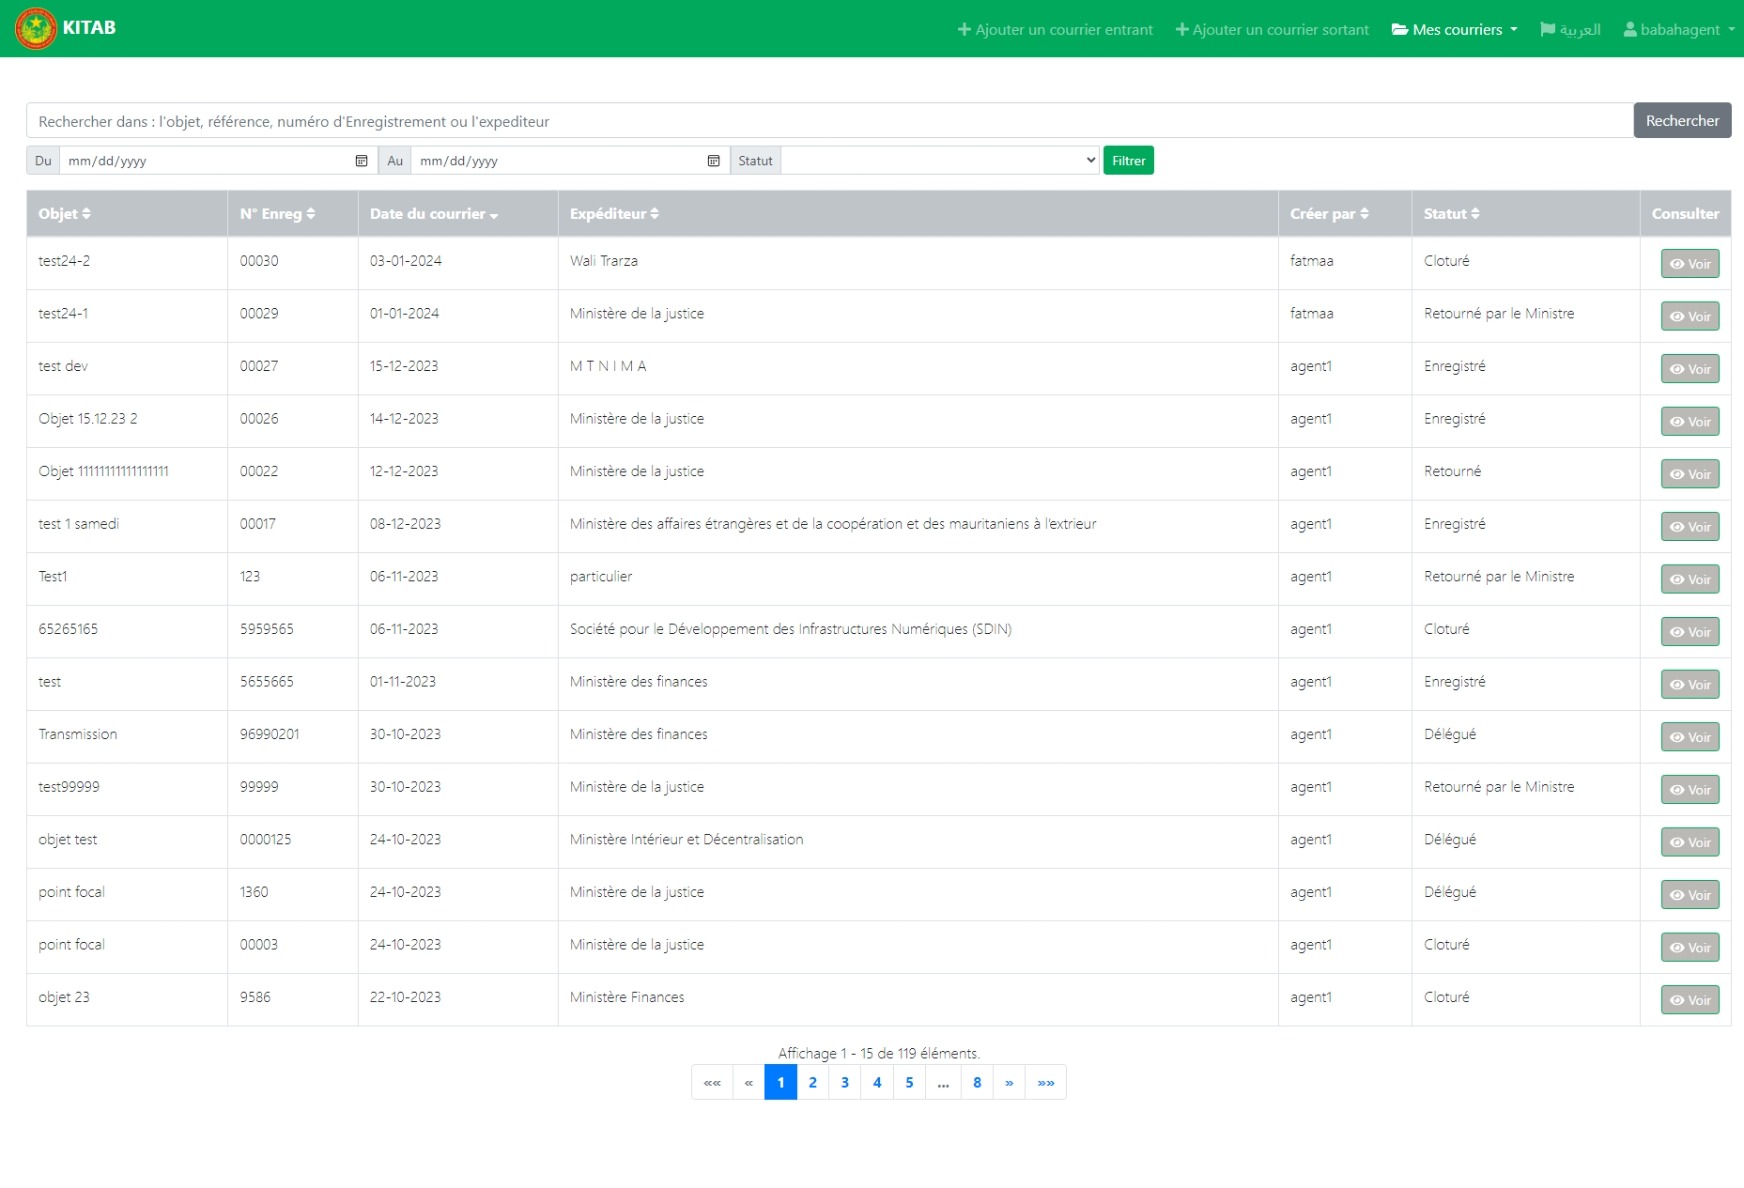 KITAB Ajouter un courrier entrant Ajouter un courrier sortant Mes courriers العربية babahagent
Rechercher dans : l'objet, référence, numéro d'Enregistrement ou l'expediteur Rechercher
Du mm/dd/yyyy Au mm/dd/yyyy Statut Filtrer
Objet N° Enreg Date du courrier Expéditeur Créer par Statut Consulter
test24-2 00030 03-01-2024 Wali Trarza fatmaa Cloturé Voir
test24-1 00029 01-01-2024 Ministère de la justice fatmaa Retourné par le Ministre Voir
test dev 00027 15-12-2023 M T N I M A agent1 Enregistré Voir
Objet 15.12.23 2 00026 14-12-2023 Ministère de la justice agent1 Enregistré Voir
Objet 11111111111111111 00022 12-12-2023 Ministère de la justice agent1 Retourné Voir
test 1 samedi 00017 08-12-2023 Ministère des affaires étrangères et de la coopération et des mauritaniens à l'extrieur agent1 Enregistré Voir
Test1 123 06-11-2023 particulier agent1 Retourné par le Ministre Voir
65265165 5959565 06-11-2023 Société pour le Développement des Infrastructures Numériques (SDIN) agent1 Cloturé Voir
test 5655665 01-11-2023 Ministère des finances agent1 Enregistré Voir
Transmission 96990201 30-10-2023 Ministère des finances agent1 Délégué Voir
test99999 99999 30-10-2023 Ministère de la justice agent1 Retourné par le Ministre Voir
objet test 0000125 24-10-2023 Ministère Intérieur et Décentralisation agent1 Délégué Voir
point focal 1360 24-10-2023 Ministère de la justice agent1 Délégué Voir
point focal 00003 24-10-2023 Ministère de la justice agent1 Cloturé Voir
objet 23 9586 22-10-2023 Ministère Finances agent1 Cloturé Voir
Affichage 1 - 15 de 119 éléments.
«« « 1 2 3 4 5 ... 8 » »»